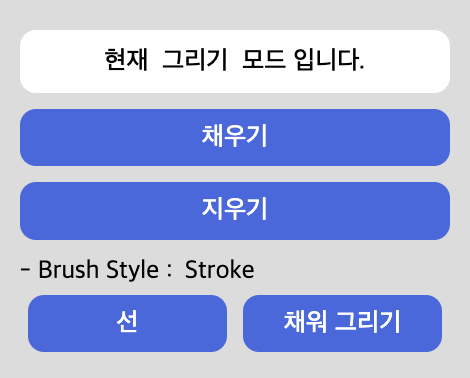 현재 그리기 모드 입니다.
채우기
지우기
- Brush Style : Stroke
선
채워 그리기